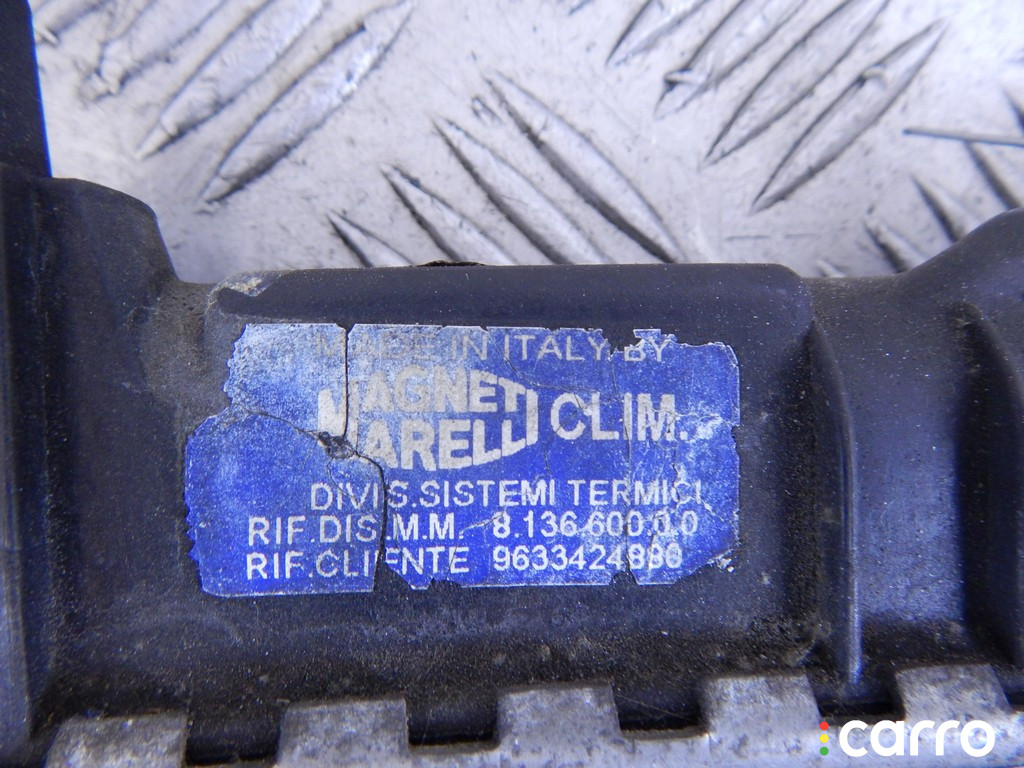 MADE IN ITALY BY
MAGNETI
MARELLI CLIM.
DIVIS.SISTEMI TERMICI
RIF.DIS.M.M. 8.136.600.0.0
RIF.CLIENTE 9633424880
carro